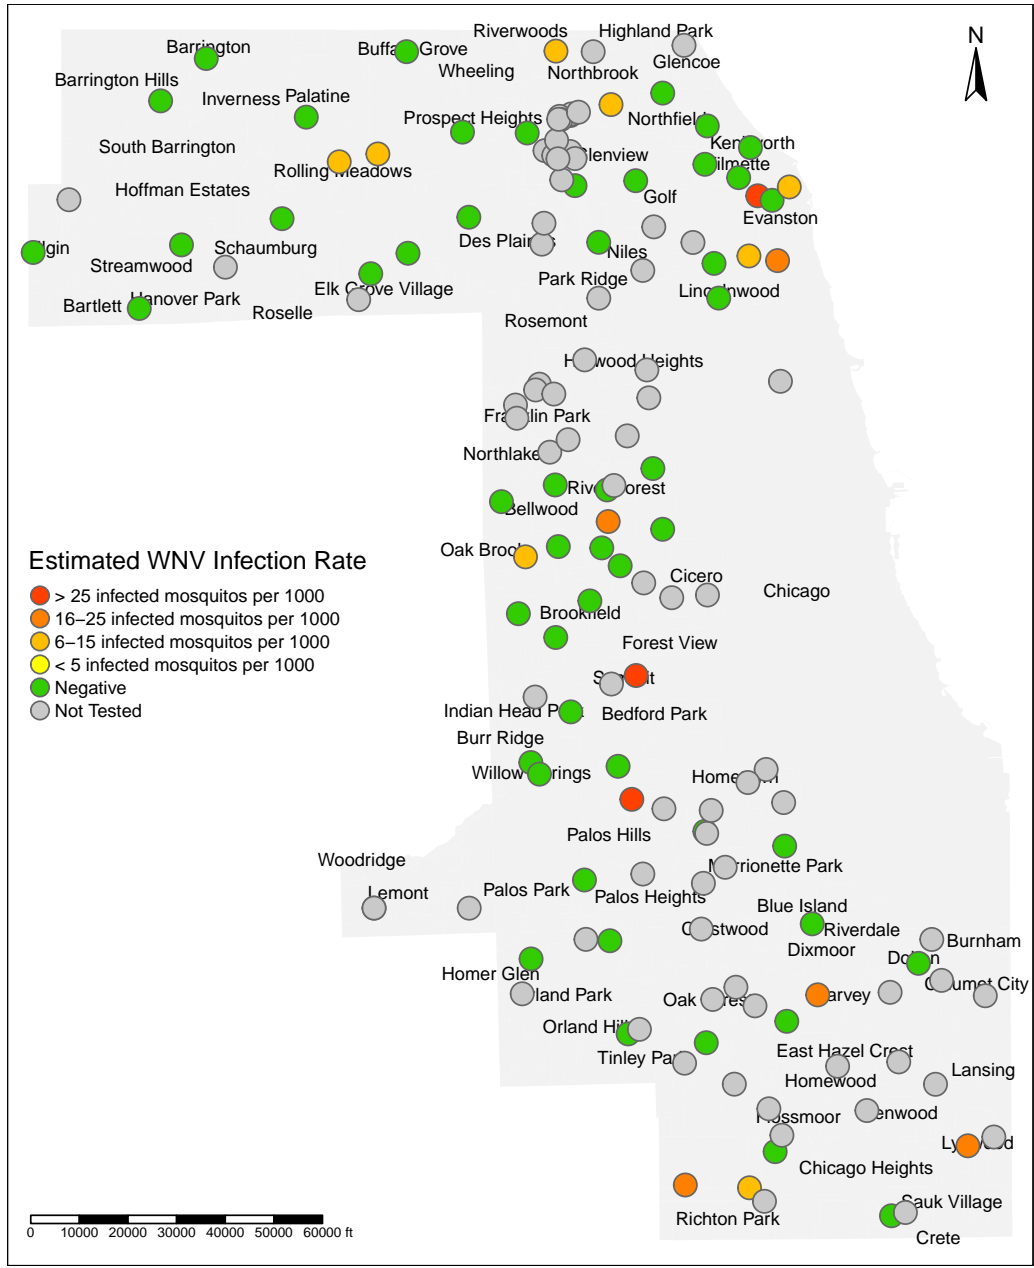 Riverwoods
Highland Park
N
Barrington
Buffalo Grove
Glencoe
Wheeling
Northbrook
Barrington Hills
Inverness Palatine
Prospect Heights
Northfield
South Barrington
Kenilworth
Glenview
Wilmette
Rolling Meadows
Hoffman Estates
Golf
Evanston
Elgin
Schaumburg
Des Plaines
Niles
Streamwood
Park Ridge
Elk Grove Village
Lincolnwood
Bartlett
Hanover Park
Roselle
Rosemont
Harwood Heights
Franklin Park
Northlake
River Forest
Bellwood
Oak Brook
Estimated WNV Infection Rate
> 25 infected mosquitos per 1000
16–25 infected mosquitos per 1000
6–15 infected mosquitos per 1000
< 5 infected mosquitos per 1000
Negative
Not Tested
Cicero
Chicago
Brookfield
Forest View
Summit
Indian Head Park
Bedford Park
Burr Ridge
Willow Springs
Hometown
Palos Hills
Woodridge
Merrionette Park
Lemont
Palos Park
Palos Heights
Blue Island
Crestwood
Riverdale
Burnham
Dixmoor
Dolton
Homer Glen
Calumet City
Orland Park
Oak Forest
Harvey
Orland Hills
Tinley Park
East Hazel Crest
Lansing
Homewood
Flossmoor
Glenwood
Lynwood
Chicago Heights
Sauk Village
Richton Park
Crete
0 10000 20000 30000 40000 50000 60000 ft